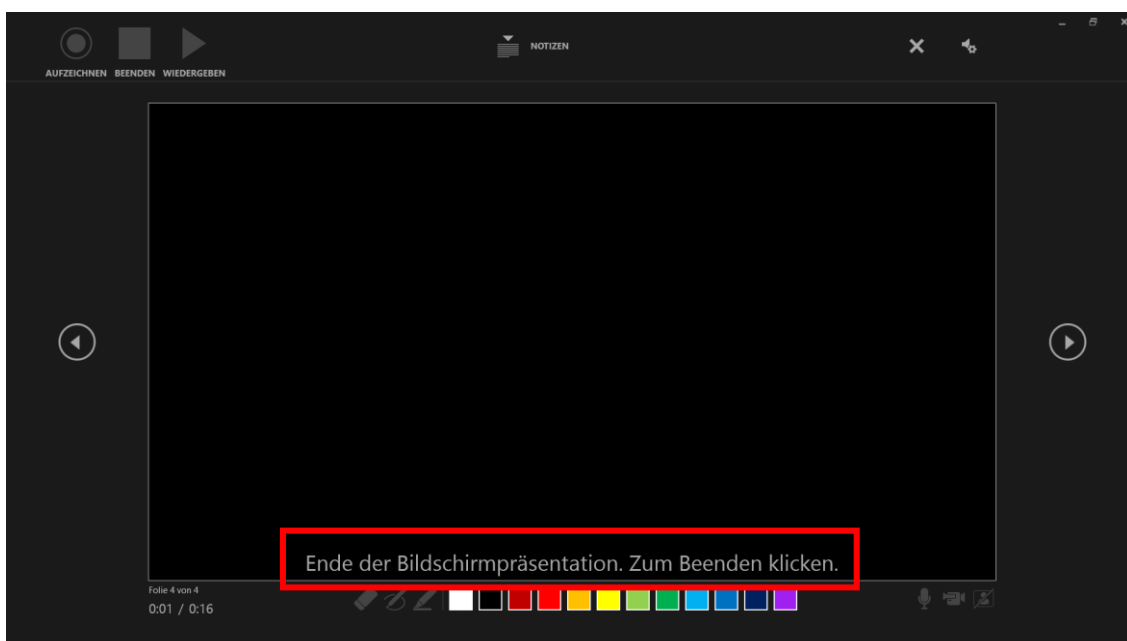 NOTIZEN
AUFZEICHNEN BEENDEN WIEDERGEBEN
Ende der Bildschirmpräsentation. Zum Beenden klicken.
Folie 4 von 4
0:01 / 0:16